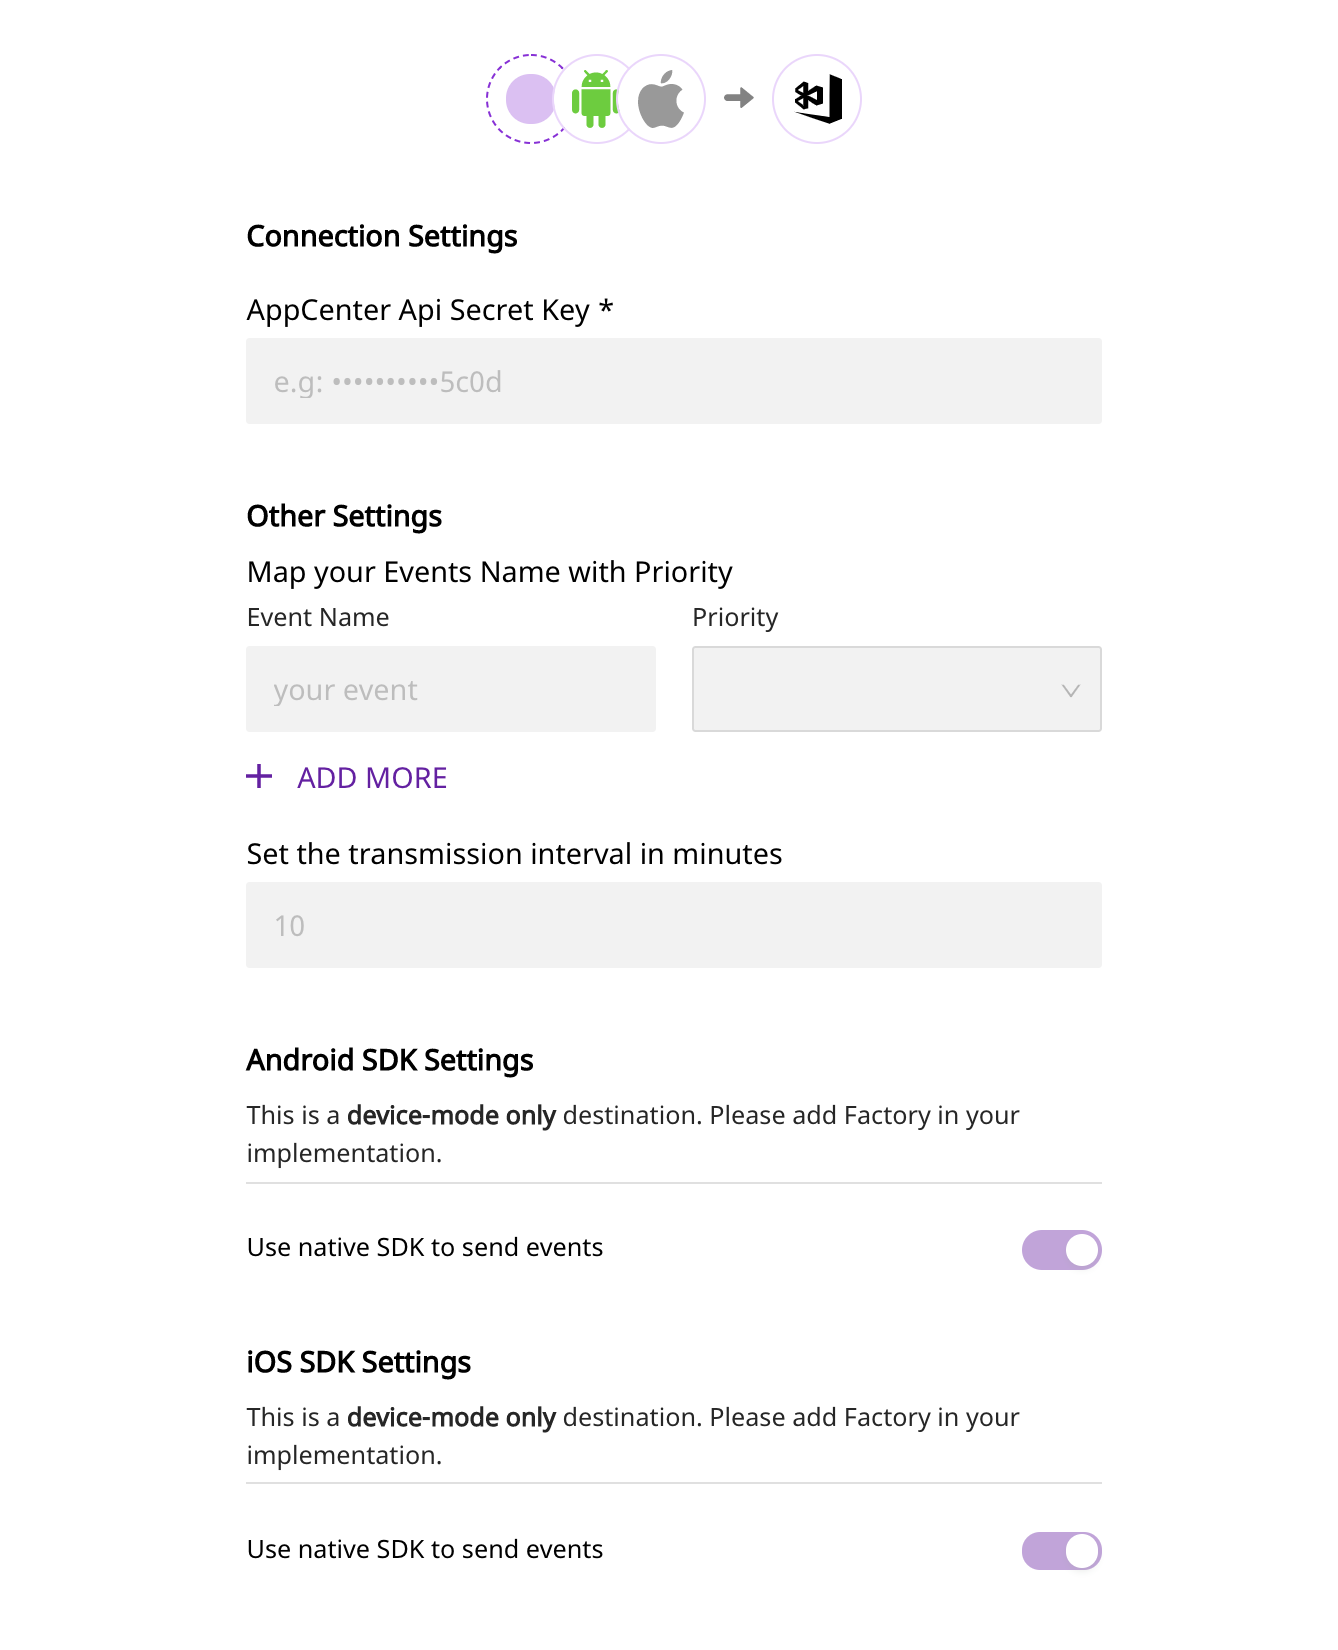 Connection Settings
AppCenter Api Secret Key *
e.g: ••••••••••5c0d
Other Settings
Map your Events Name with Priority
Event Name Priority
your event
ADD MORE
Set the transmission interval in minutes
10
Android SDK Settings
This is a device-mode only destination. Please add Factory in your
implementation.
Use native SDK to send events
iOS SDK Settings
This is a device-mode only destination. Please add Factory in your
implementation.
Use native SDK to send events